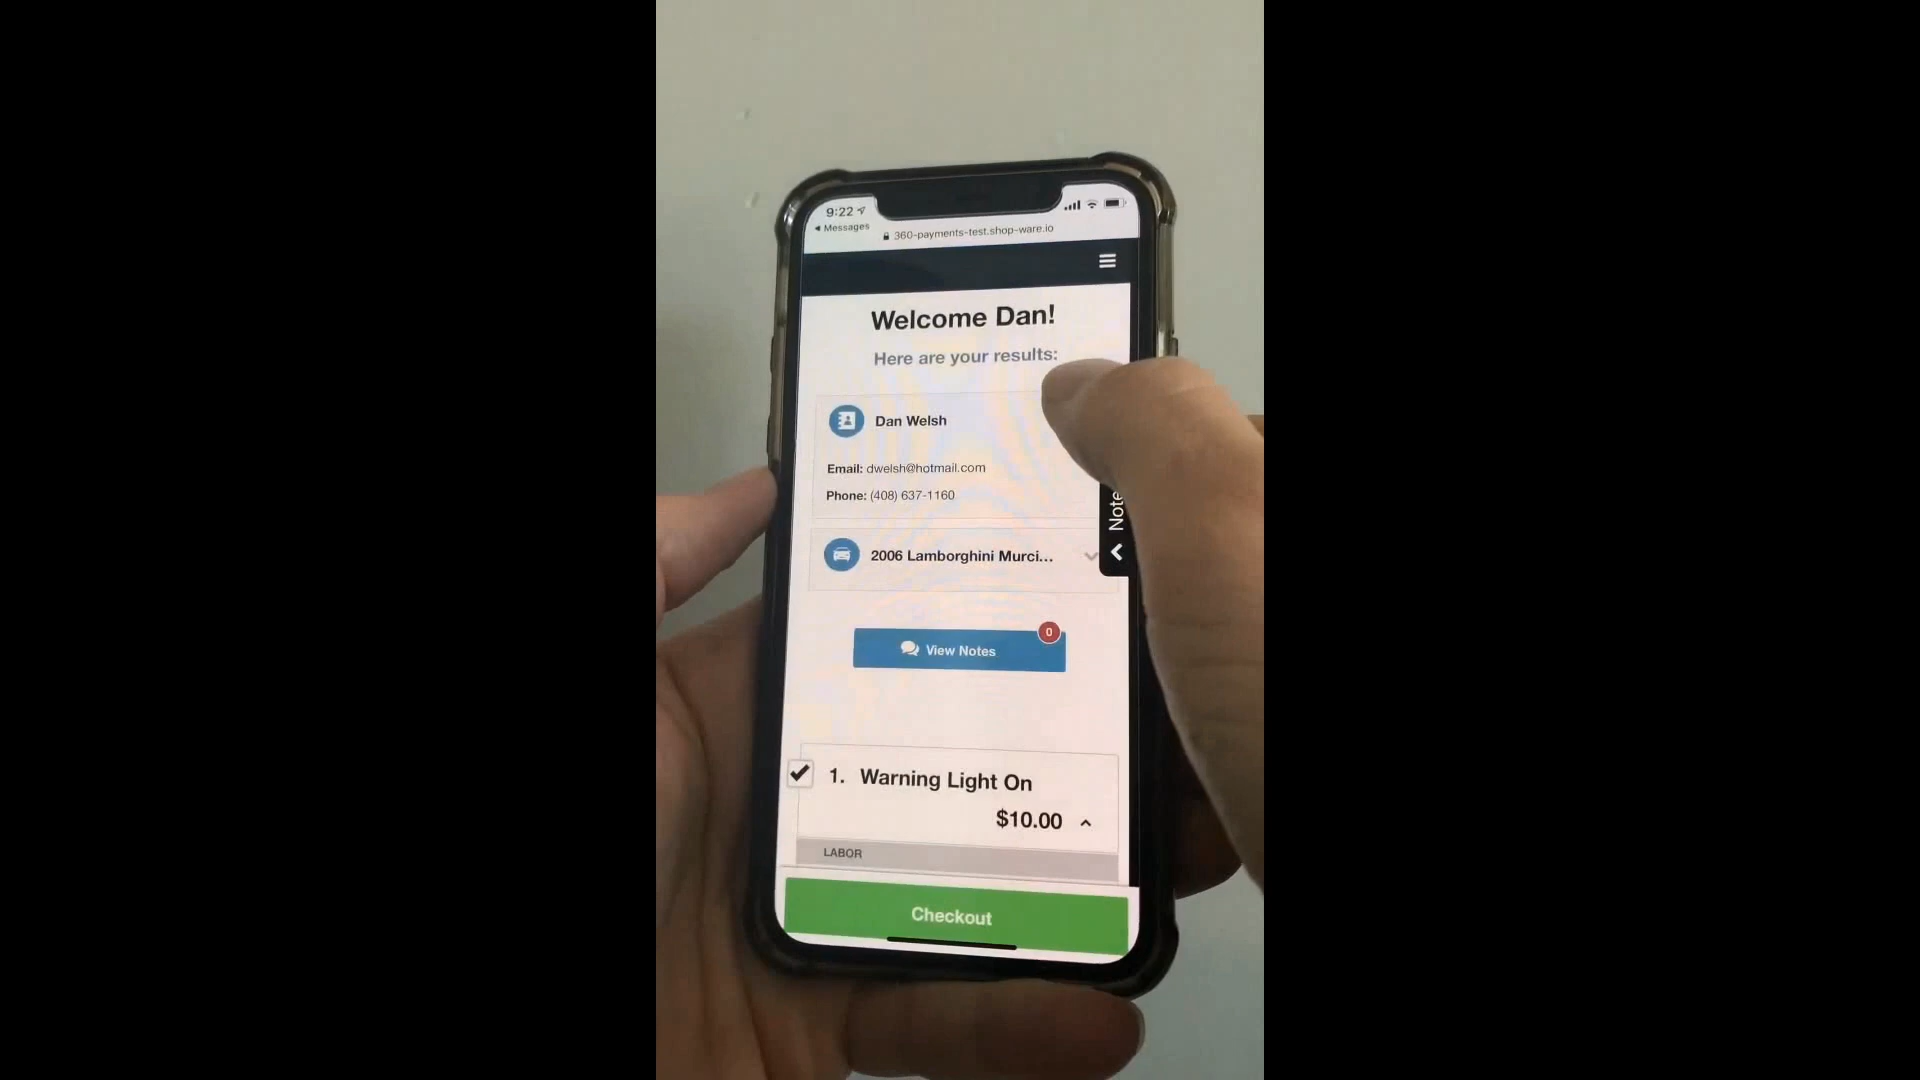 9:22
Messages
360-payments-test.shop-ware.io
Welcome Dan!
Here are your results:
Dan Welsh
Email: dwelsh@hotmail.com
Phone: (408) 637-1160
Note
2006 Lamborghini Murci...
0
View Notes
1. Warning Light On
$10.00
LABOR
Checkout